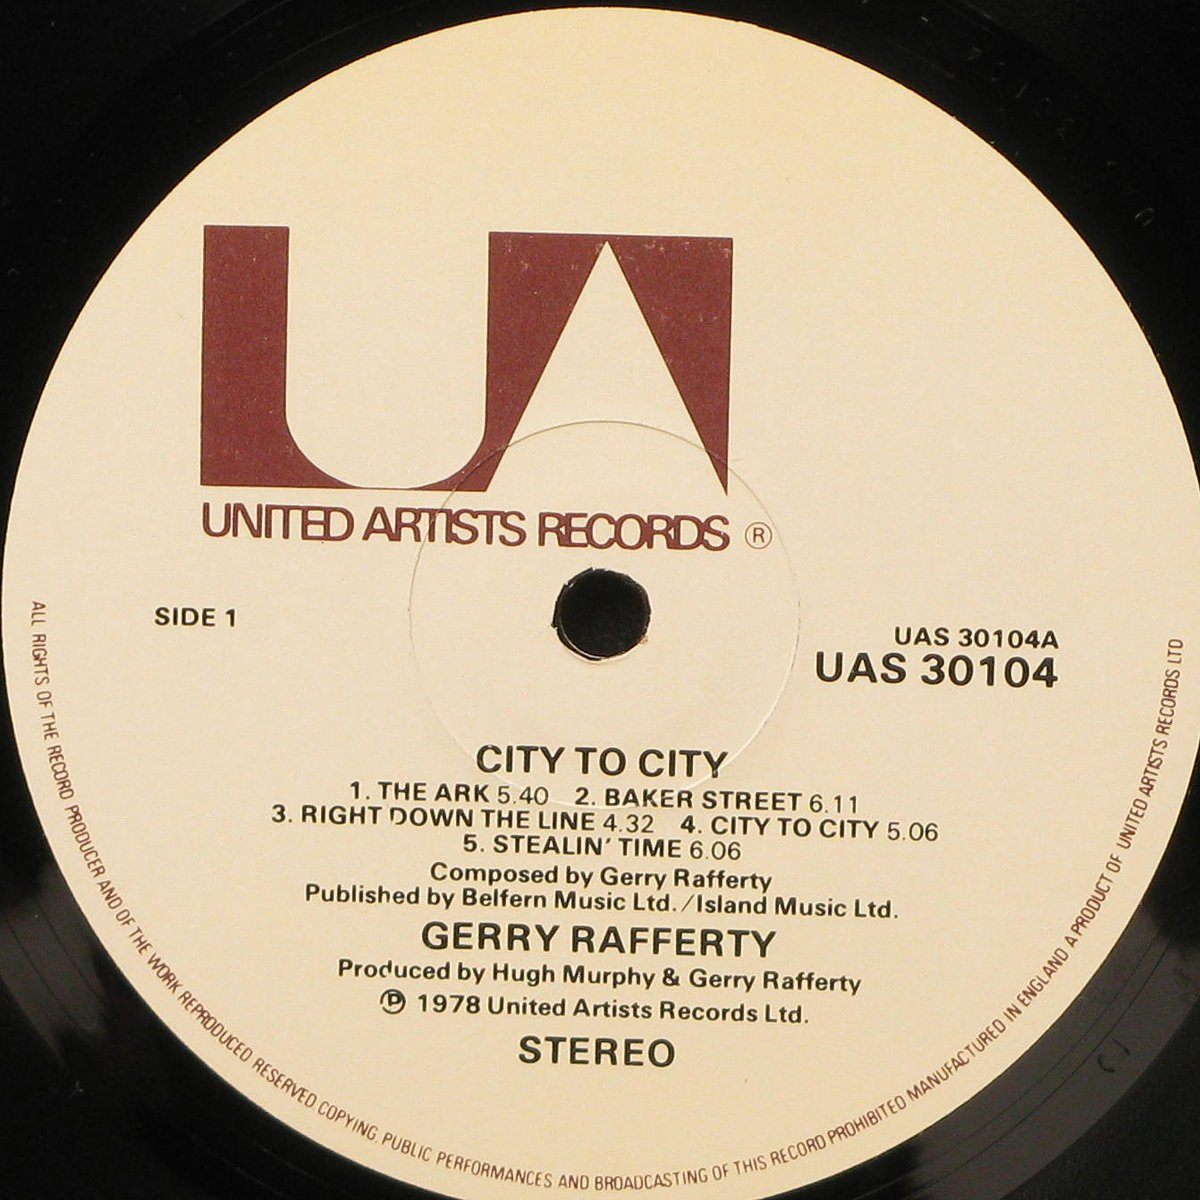 UA
UNITED ARTISTS RECORDS ®
SIDE 1
UAS 30104A
UAS 30104
CITY TO CITY
1. THE ARK 5.40 2. BAKER STREET 6.11
3. RIGHT DOWN THE LINE 4.32 4. CITY TO CITY 5.06
5. STEALIN' TIME 6.06
Composed by Gerry Rafferty
Published by Belfern Music Ltd./Island Music Ltd.
GERRY RAFFERTY
Produced by Hugh Murphy & Gerry Rafferty
℗ 1978 United Artists Records Ltd.
STEREO
ALL RIGHTS OF THE RECORD PRODUCER AND OF THE WORK REPRODUCED RESERVED COPYING, PUBLIC PERFORMANCES AND BROADCASTING OF THIS RECORD PROHIBITED MANUFACTURED IN ENGLAND A PRODUCT OF UNITED ARTISTS RECORDS LTD